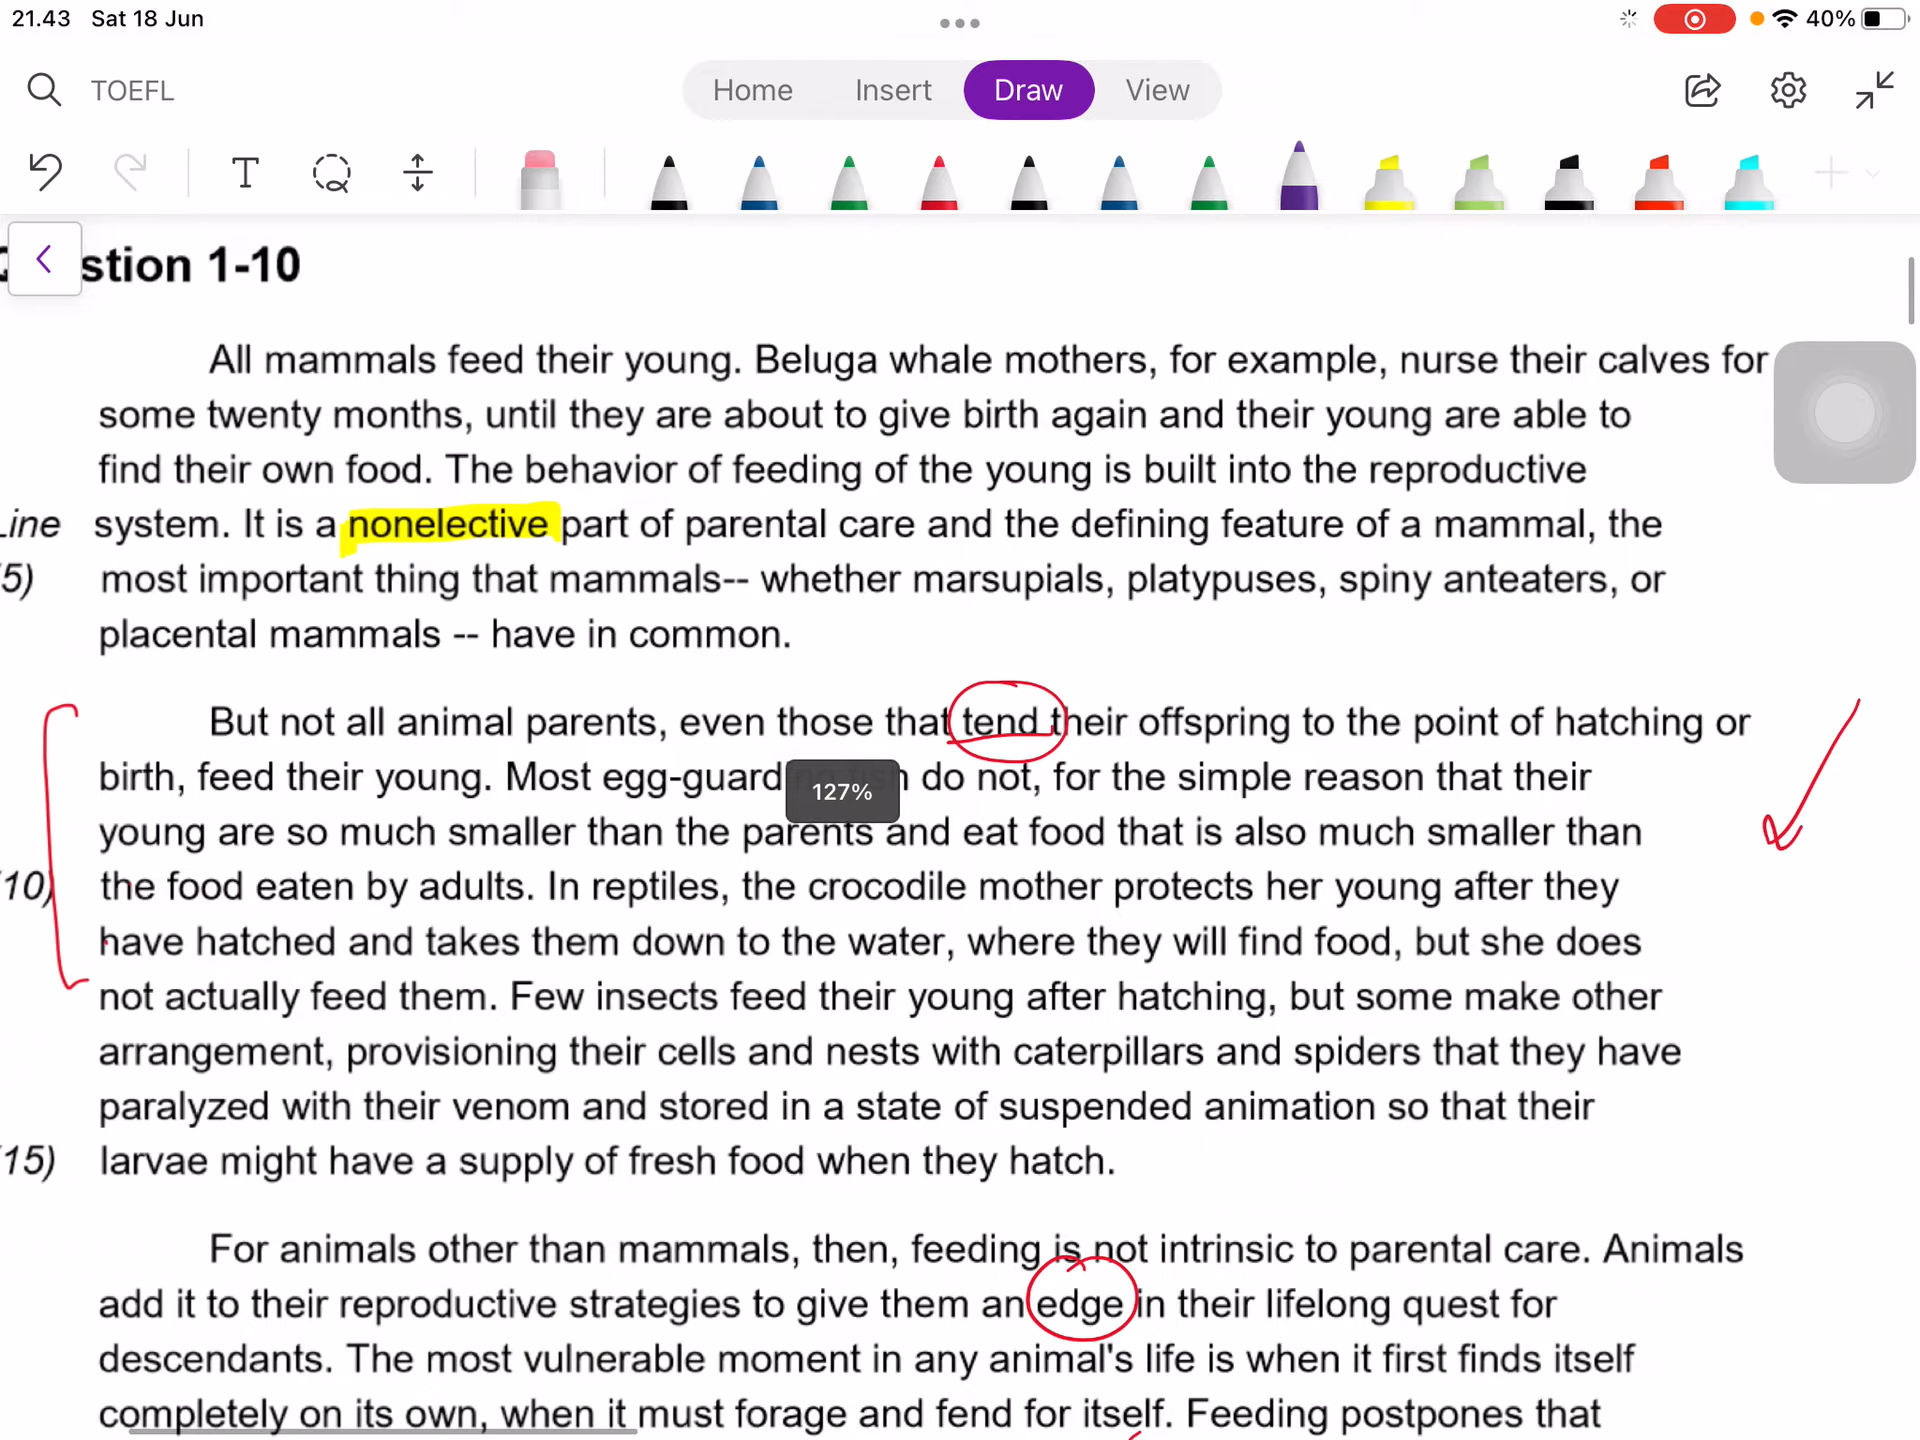 21.43 Sat 18 Jun
40%
TOEFL
Home Insert Draw View
T
stion 1-10
All mammals feed their young. Beluga whale mothers, for example, nurse their calves for
some twenty months, until they are about to give birth again and their young are able to
find their own food. The behavior of feeding of the young is built into the reproductive
Line system. It is a nonelective part of parental care and the defining feature of a mammal, the
5) most important thing that mammals-- whether marsupials, platypuses, spiny anteaters, or
placental mammals -- have in common.
But not all animal parents, even those that tend their offspring to the point of hatching or
birth, feed their young. Most egg-guard do not, for the simple reason that their
127%
young are so much smaller than the parents and eat food that is also much smaller than
10) the food eaten by adults. In reptiles, the crocodile mother protects her young after they
have hatched and takes them down to the water, where they will find food, but she does
not actually feed them. Few insects feed their young after hatching, but some make other
arrangement, provisioning their cells and nests with caterpillars and spiders that they have
paralyzed with their venom and stored in a state of suspended animation so that their
15) larvae might have a supply of fresh food when they hatch.
For animals other than mammals, then, feeding is not intrinsic to parental care. Animals
add it to their reproductive strategies to give them an edge in their lifelong quest for
descendants. The most vulnerable moment in any animal's life is when it first finds itself
completely on its own, when it must forage and fend for itself. Feeding postpones that